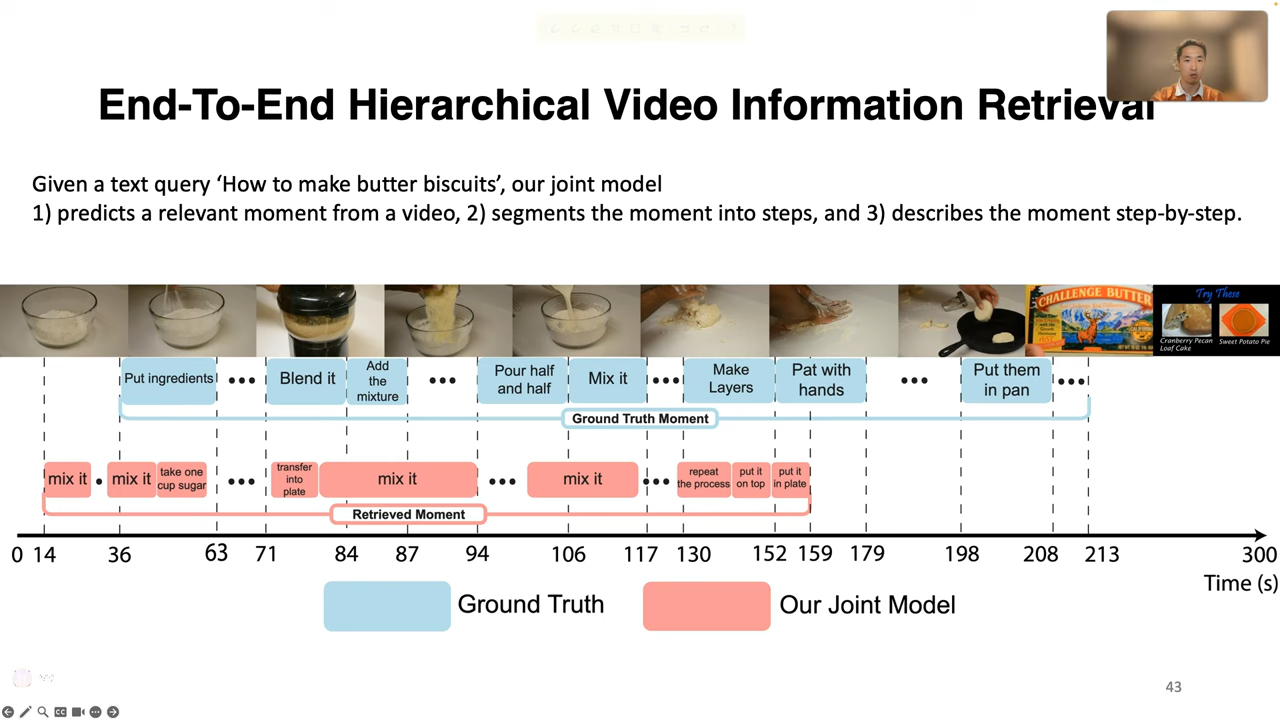 End-To-End Hierarchical Video Information Retrieval
Given a text query ‘How to make butter biscuits’, our joint model
1) predicts a relevant moment from a video, 2) segments the moment into steps, and 3) describes the moment step-by-step.
CHALLENGE BUTTER
Try These
Cranberry Pecan
Loaf Cake
Sweet Potato Pie
Put ingredients
•••
Blend it
Add
the
mixture
•••
Pour half
and half
Mix it
•••
Make
Layers
Pat with
hands
•••
Put them
in pan
•••
Ground Truth Moment
mix it
•
mix it
take one
cup sugar
•••
transfer
into
plate
mix it
•••
mix it
•••
repeat
the process
put it
on top
put it
in plate
Retrieved Moment
0 14 36 63 71 84 87 94 106 117 130 152 159 179 198 208 213 300
Time (s)
Ground Truth
Our Joint Model
43